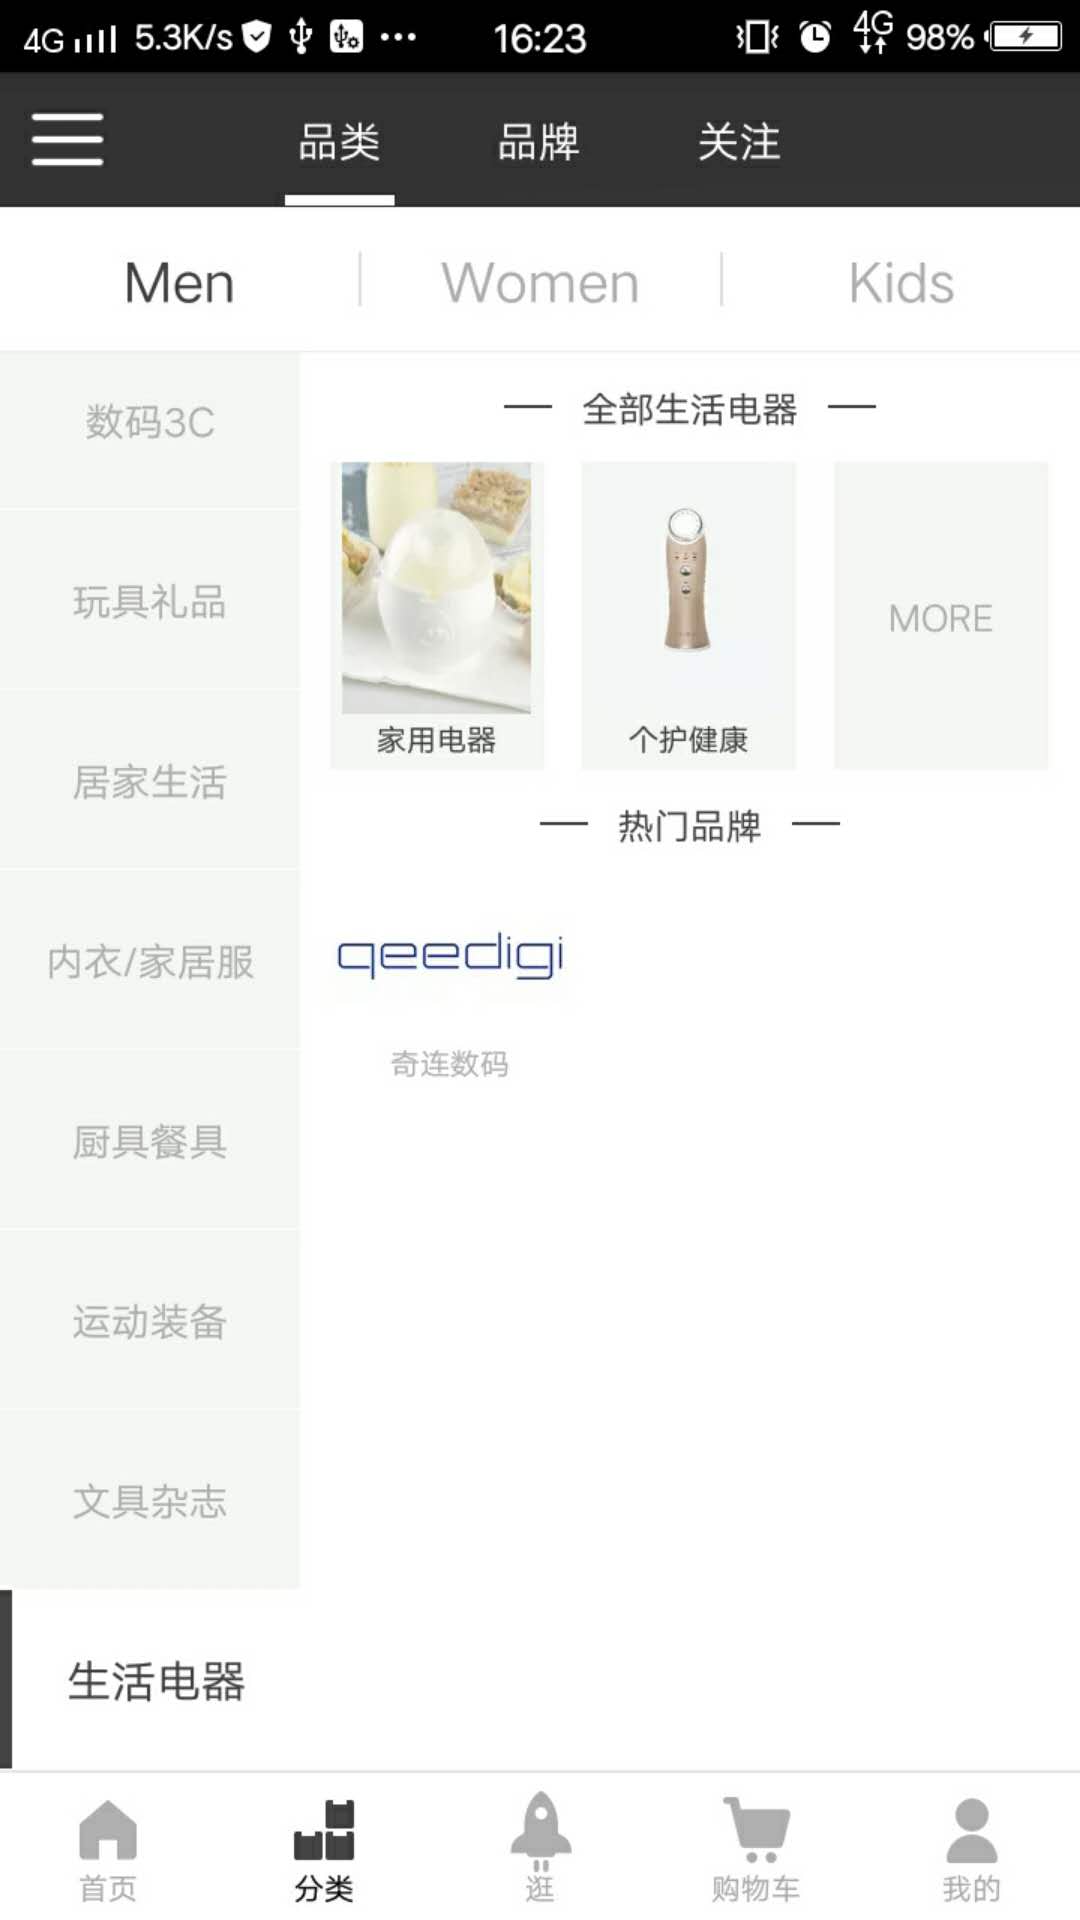 4G 5.3K/s 16:23 4G 98%
品类 品牌 关注
Men Women Kids
数码3C
玩具礼品
居家生活
内衣/家居服
厨具餐具
运动装备
文具杂志
生活电器
全部生活电器
家用电器 个护健康 MORE
热门品牌
qeedigi
奇连数码
首页 分类 逛 购物车 我的